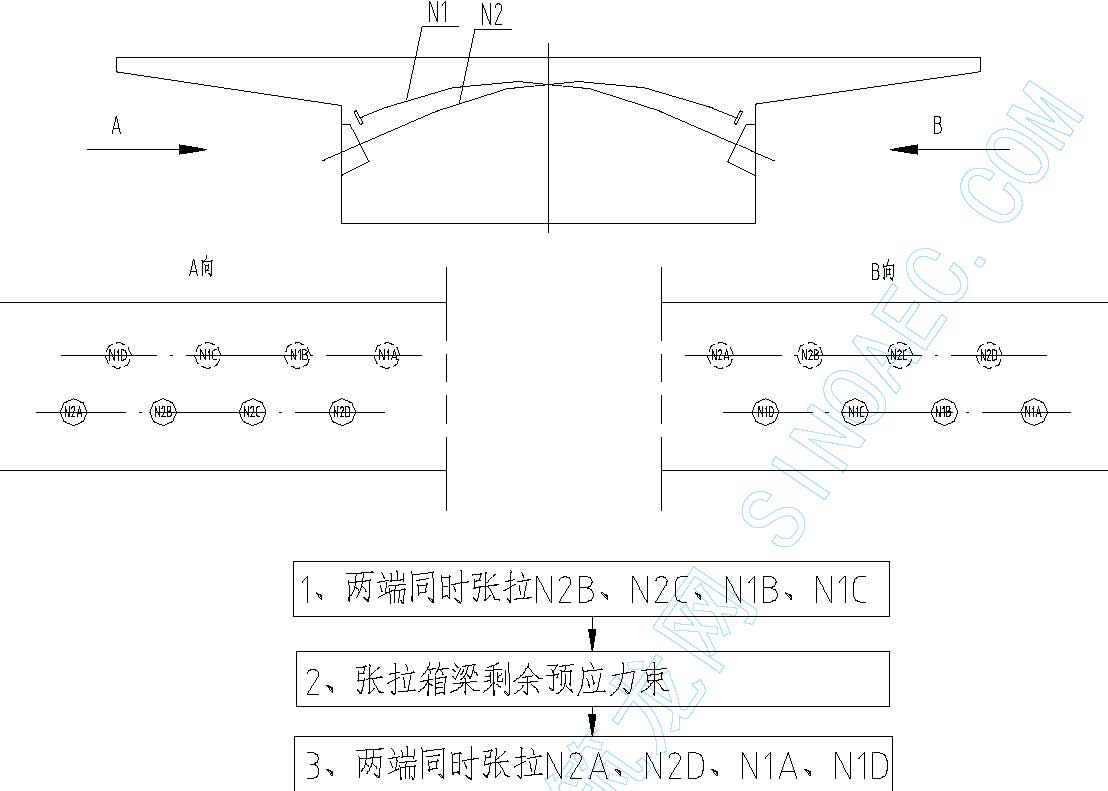 N1 N2
A
B
A向
B向
N1D N1C N1B N1A
N2A N2B N2C N2D
N2A N2B N2C N2D
N1D N1C N1B N1A
1、两端同时张拉N2B、N2C、N1B、N1C
2、张拉箱梁剩余预应力束
3、两端同时张拉N2A、N2D、N1A、N1D
筑龙网 SINOAEC.COM